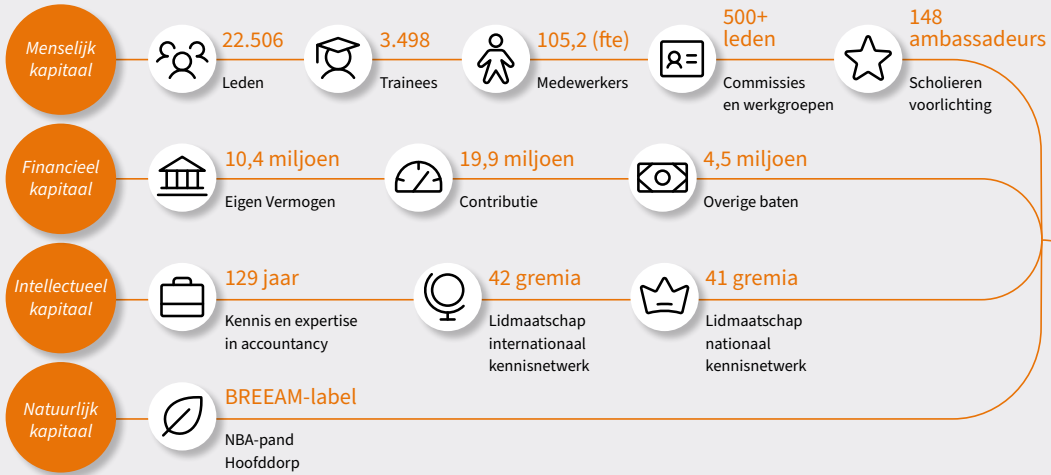 Menselijk
kapitaal
22.506
Leden
3.498
Trainees
105,2 (fte)
Medewerkers
500+
leden
Commissies
en werkgroepen
148
ambassadeurs
Scholieren
voorlichting
Financieel
kapitaal
10,4 miljoen
Eigen Vermogen
19,9 miljoen
Contributie
4,5 miljoen
Overige baten
Intellectueel
kapitaal
129 jaar
Kennis en expertise
in accountancy
42 gremia
Lidmaatschap
internationaal
kennisnetwerk
41 gremia
Lidmaatschap
nationaal
kennisnetwerk
Natuurlijk
kapitaal
BREEAM-label
NBA-pand
Hoofddorp